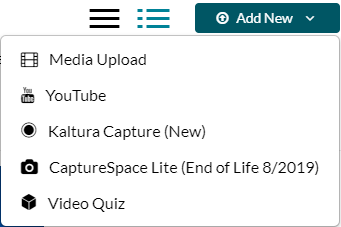 Add New
Media Upload
YouTube
Kaltura Capture (New)
CaptureSpace Lite (End of Life 8/2019)
Video Quiz